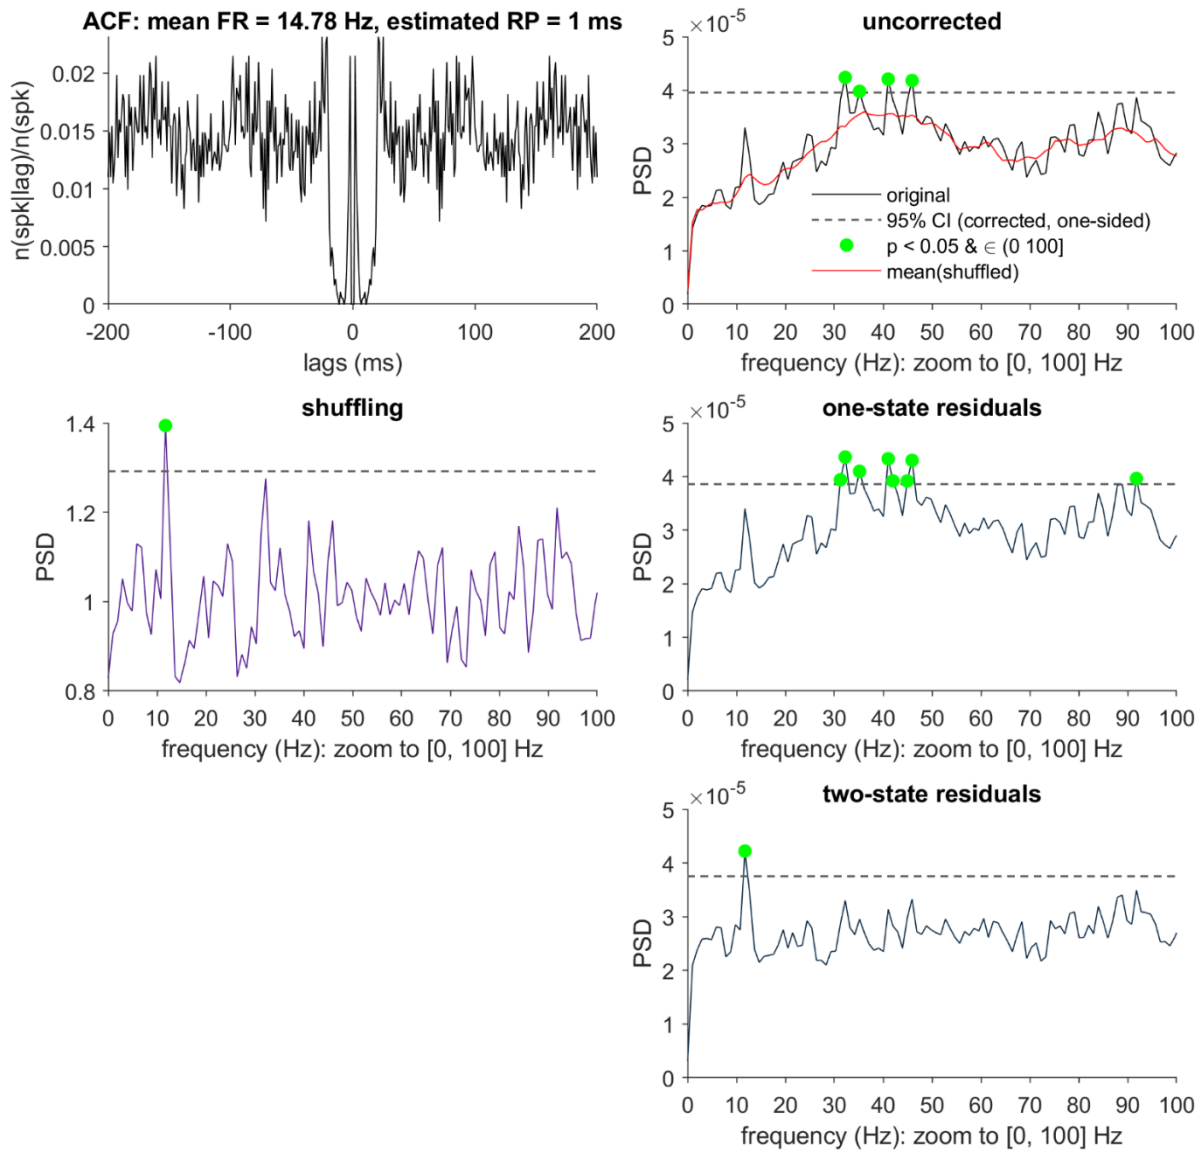 ACF: mean FR = 14.78 Hz, estimated RP = 1 ms
n(spk|lag)/n(spk)
0.02
0.015
0.01
0.005
0
-200 -100 0 100 200
lags (ms)
×10-5
uncorrected
PSD
5
4
3
2
1
0
original
95% CI (corrected, one-sided)
p < 0.05 & ∈ (0 100]
mean(shuffled)
0 10 20 30 40 50 60 70 80 90 100
frequency (Hz): zoom to [0, 100] Hz
shuffling
PSD
1.4
1.2
1
0.8
0 10 20 30 40 50 60 70 80 90 100
frequency (Hz): zoom to [0, 100] Hz
×10-5
one-state residuals
PSD
5
4
3
2
1
0
0 10 20 30 40 50 60 70 80 90 100
frequency (Hz): zoom to [0, 100] Hz
×10-5
two-state residuals
PSD
5
4
3
2
1
0
0 10 20 30 40 50 60 70 80 90 100
frequency (Hz): zoom to [0, 100] Hz